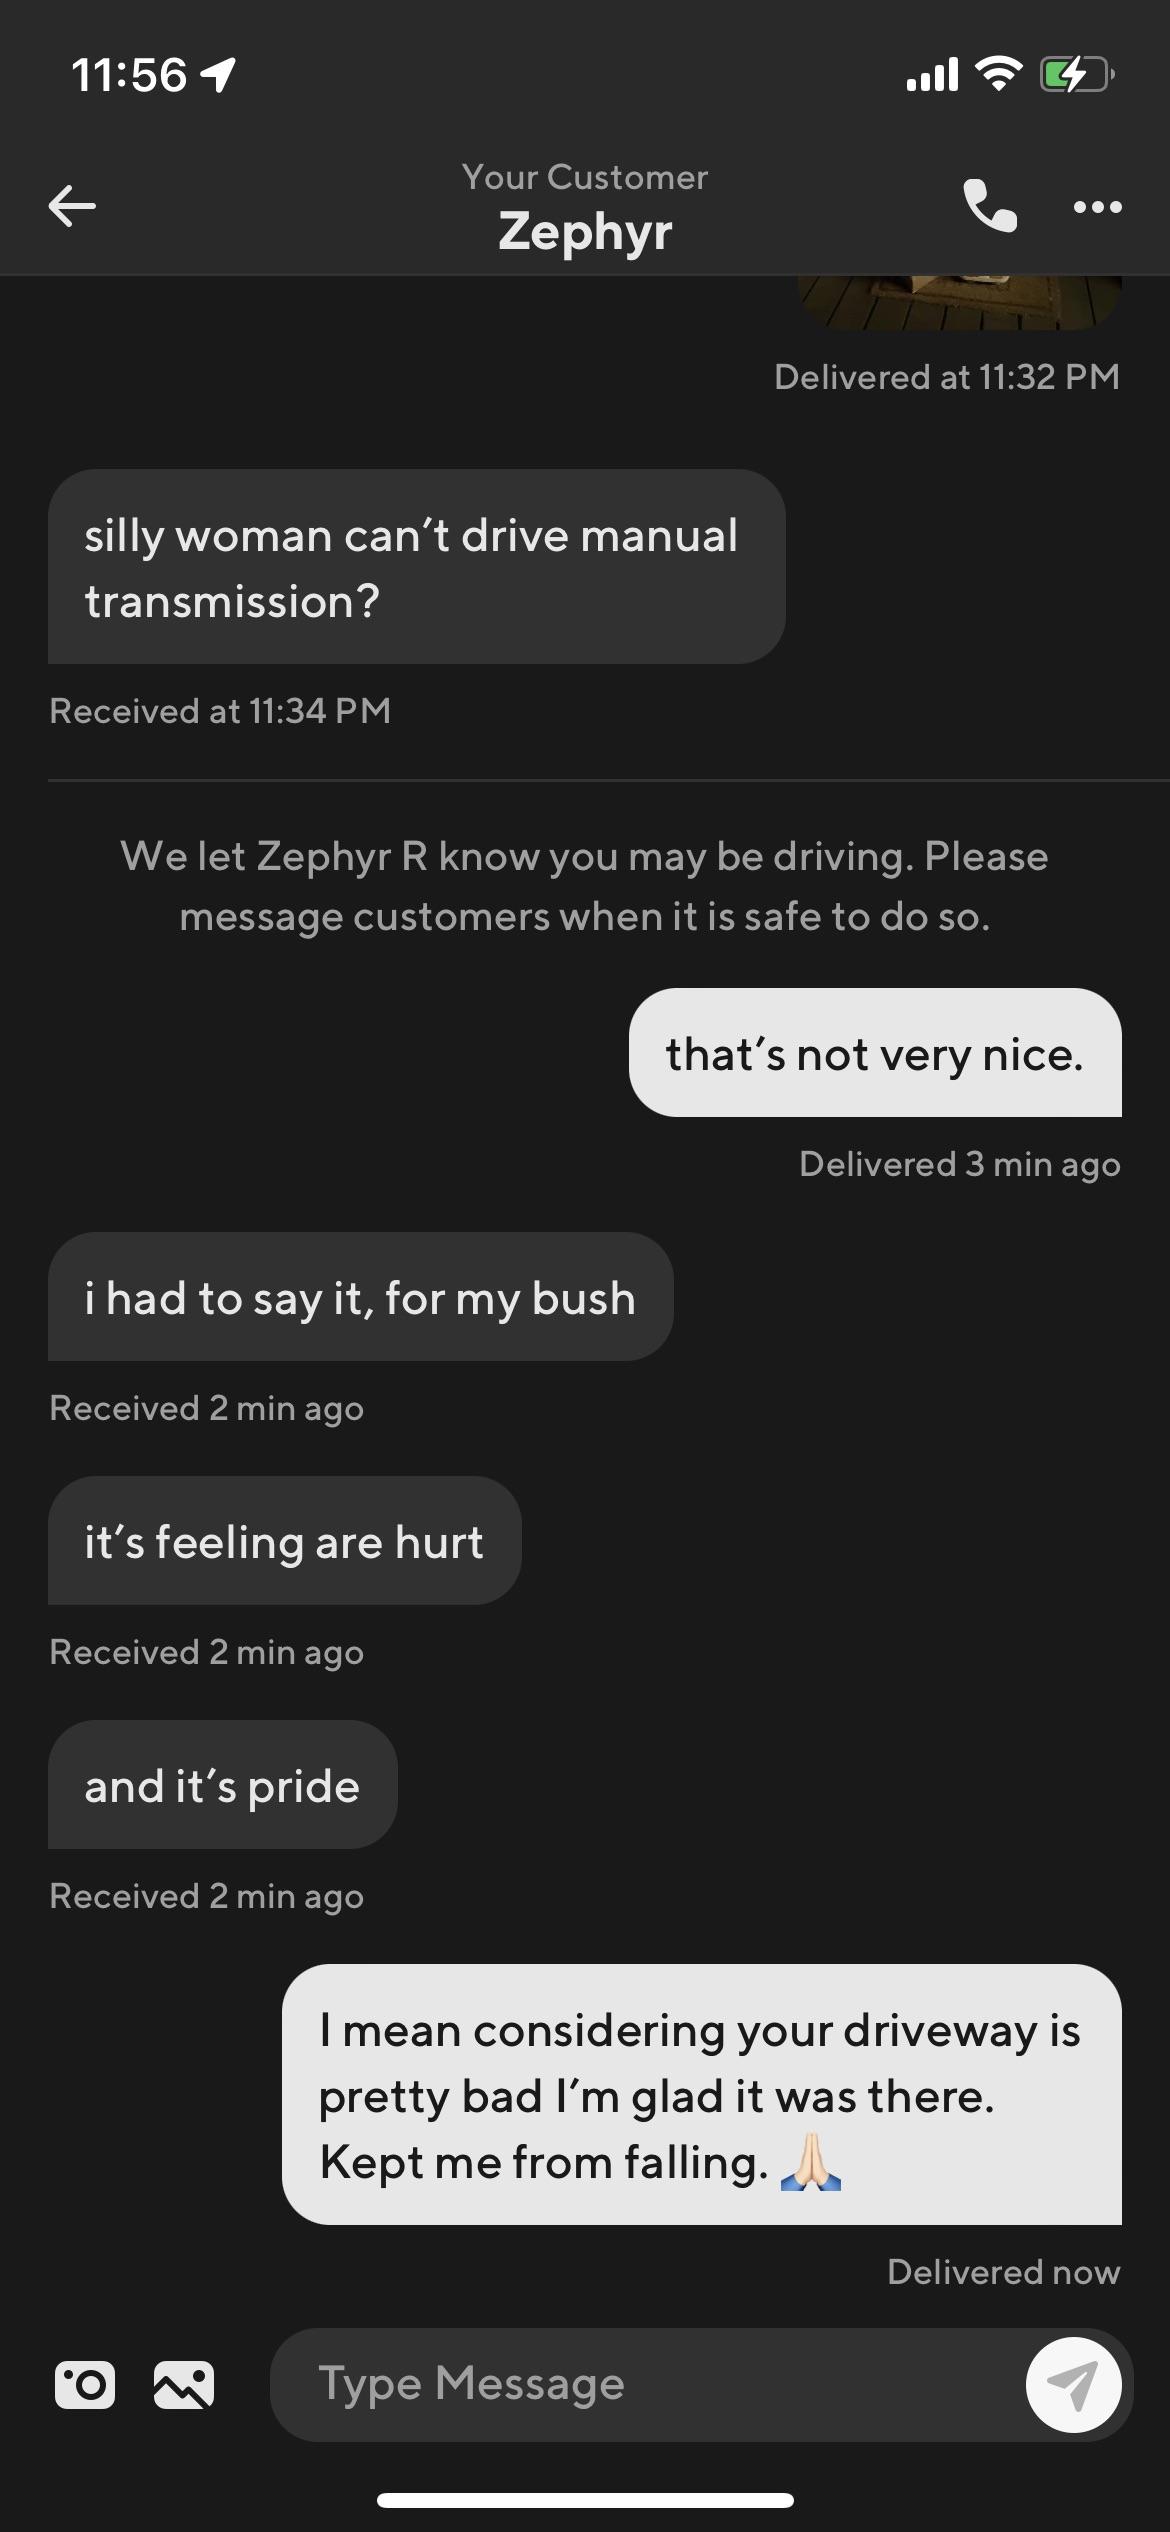 11:56
Your Customer
Zephyr
Delivered at 11:32 PM
silly woman can’t drive manual
transmission?
Received at 11:34 PM
We let Zephyr R know you may be driving. Please
message customers when it is safe to do so.
that’s not very nice.
Delivered 3 min ago
i had to say it, for my bush
Received 2 min ago
it’s feeling are hurt
Received 2 min ago
and it’s pride
Received 2 min ago
I mean considering your driveway is
pretty bad I’m glad it was there.
Kept me from falling. 🙏🏻
Delivered now
Type Message